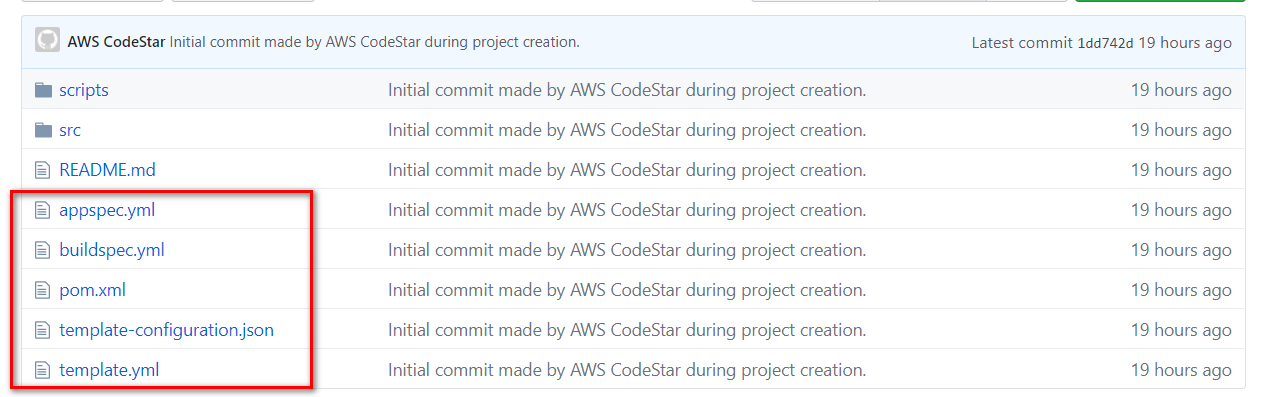 AWS CodeStar Initial commit made by AWS CodeStar during project creation. Latest commit 1dd742d 19 hours ago
scripts Initial commit made by AWS CodeStar during project creation. 19 hours ago
src Initial commit made by AWS CodeStar during project creation. 19 hours ago
README.md Initial commit made by AWS CodeStar during project creation. 19 hours ago
appspec.yml Initial commit made by AWS CodeStar during project creation. 19 hours ago
buildspec.yml Initial commit made by AWS CodeStar during project creation. 19 hours ago
pom.xml Initial commit made by AWS CodeStar during project creation. 19 hours ago
template-configuration.json Initial commit made by AWS CodeStar during project creation. 19 hours ago
template.yml Initial commit made by AWS CodeStar during project creation. 19 hours ago